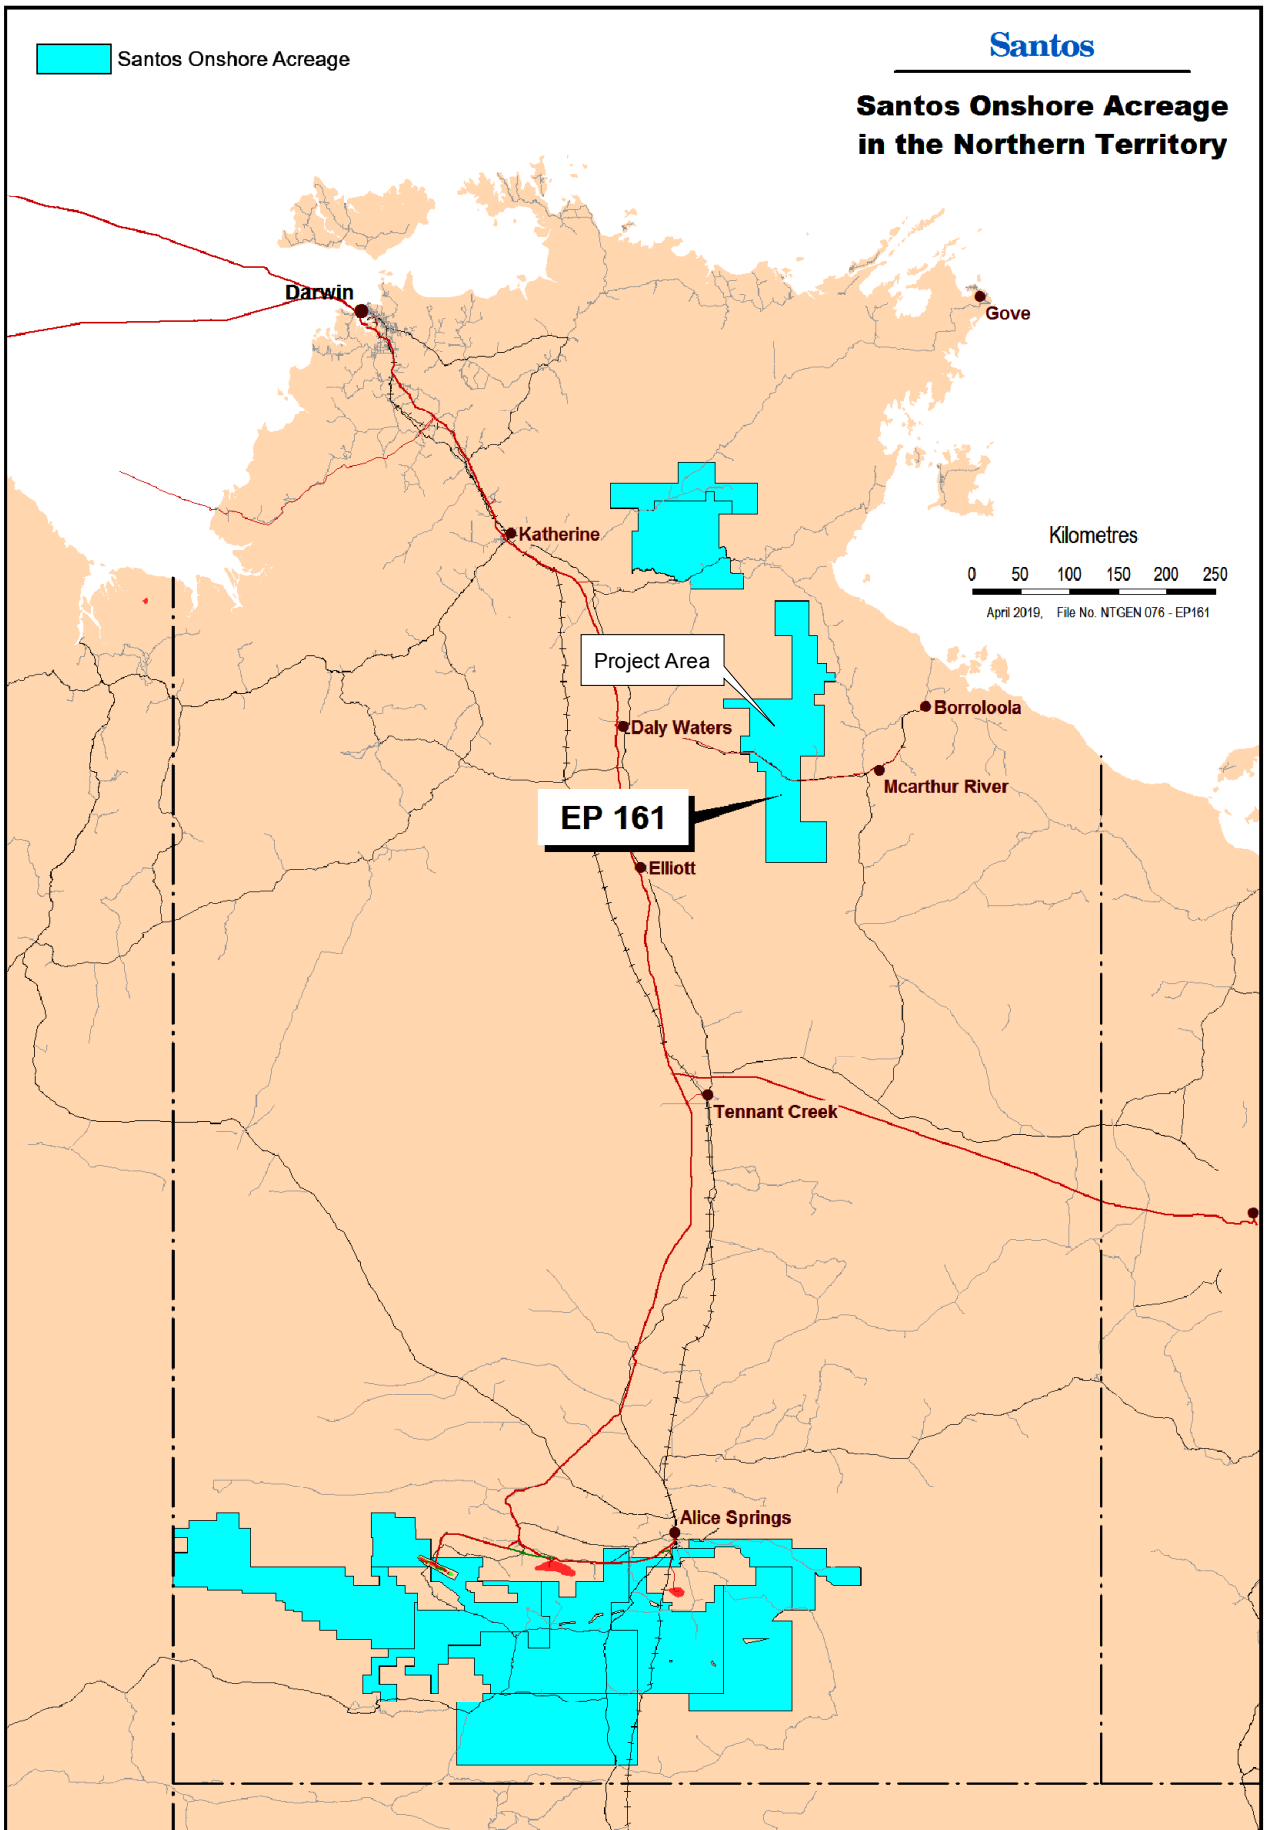 Santos Onshore Acreage
Santos
Santos Onshore Acreage
in the Northern Territory
Darwin
Gove
Katherine
Kilometres
0 50 100 150 200 250
April 2019, File No. NTGEN 076 - EP161
Project Area
Borroloola
Daly Waters
Mcarthur River
EP 161
Elliott
Tennant Creek
Alice Springs